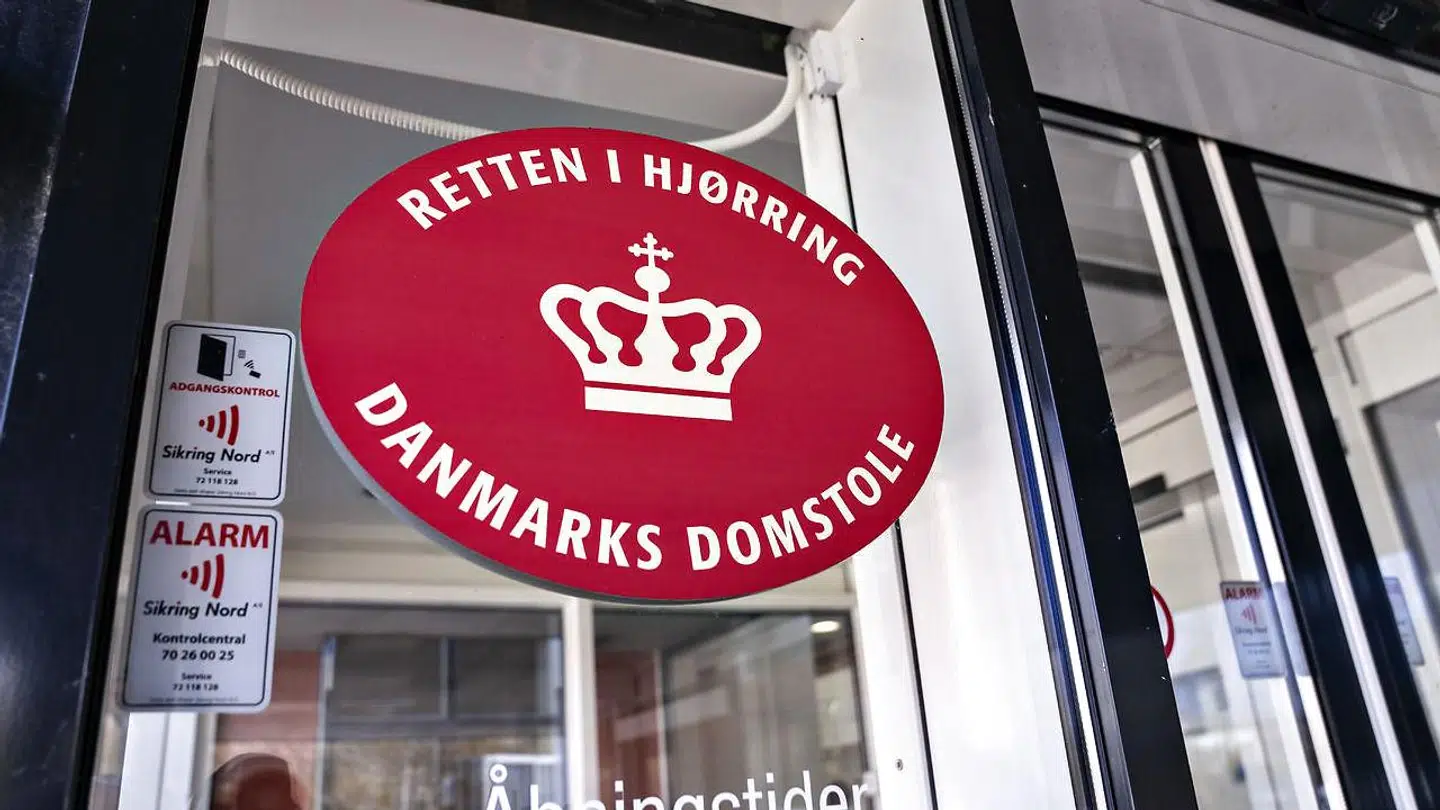 RETTEN I HJØRRING
DANMARKS DOMSTOLE
ADGANGSKONTROL
Sikring Nord A/S
Service
72 118 128
ALARM
Sikring Nord A/S
Kontrolcentral
70 26 00 25
Service
72 118 128
Åbningstider
ALARM
Sikring Nord